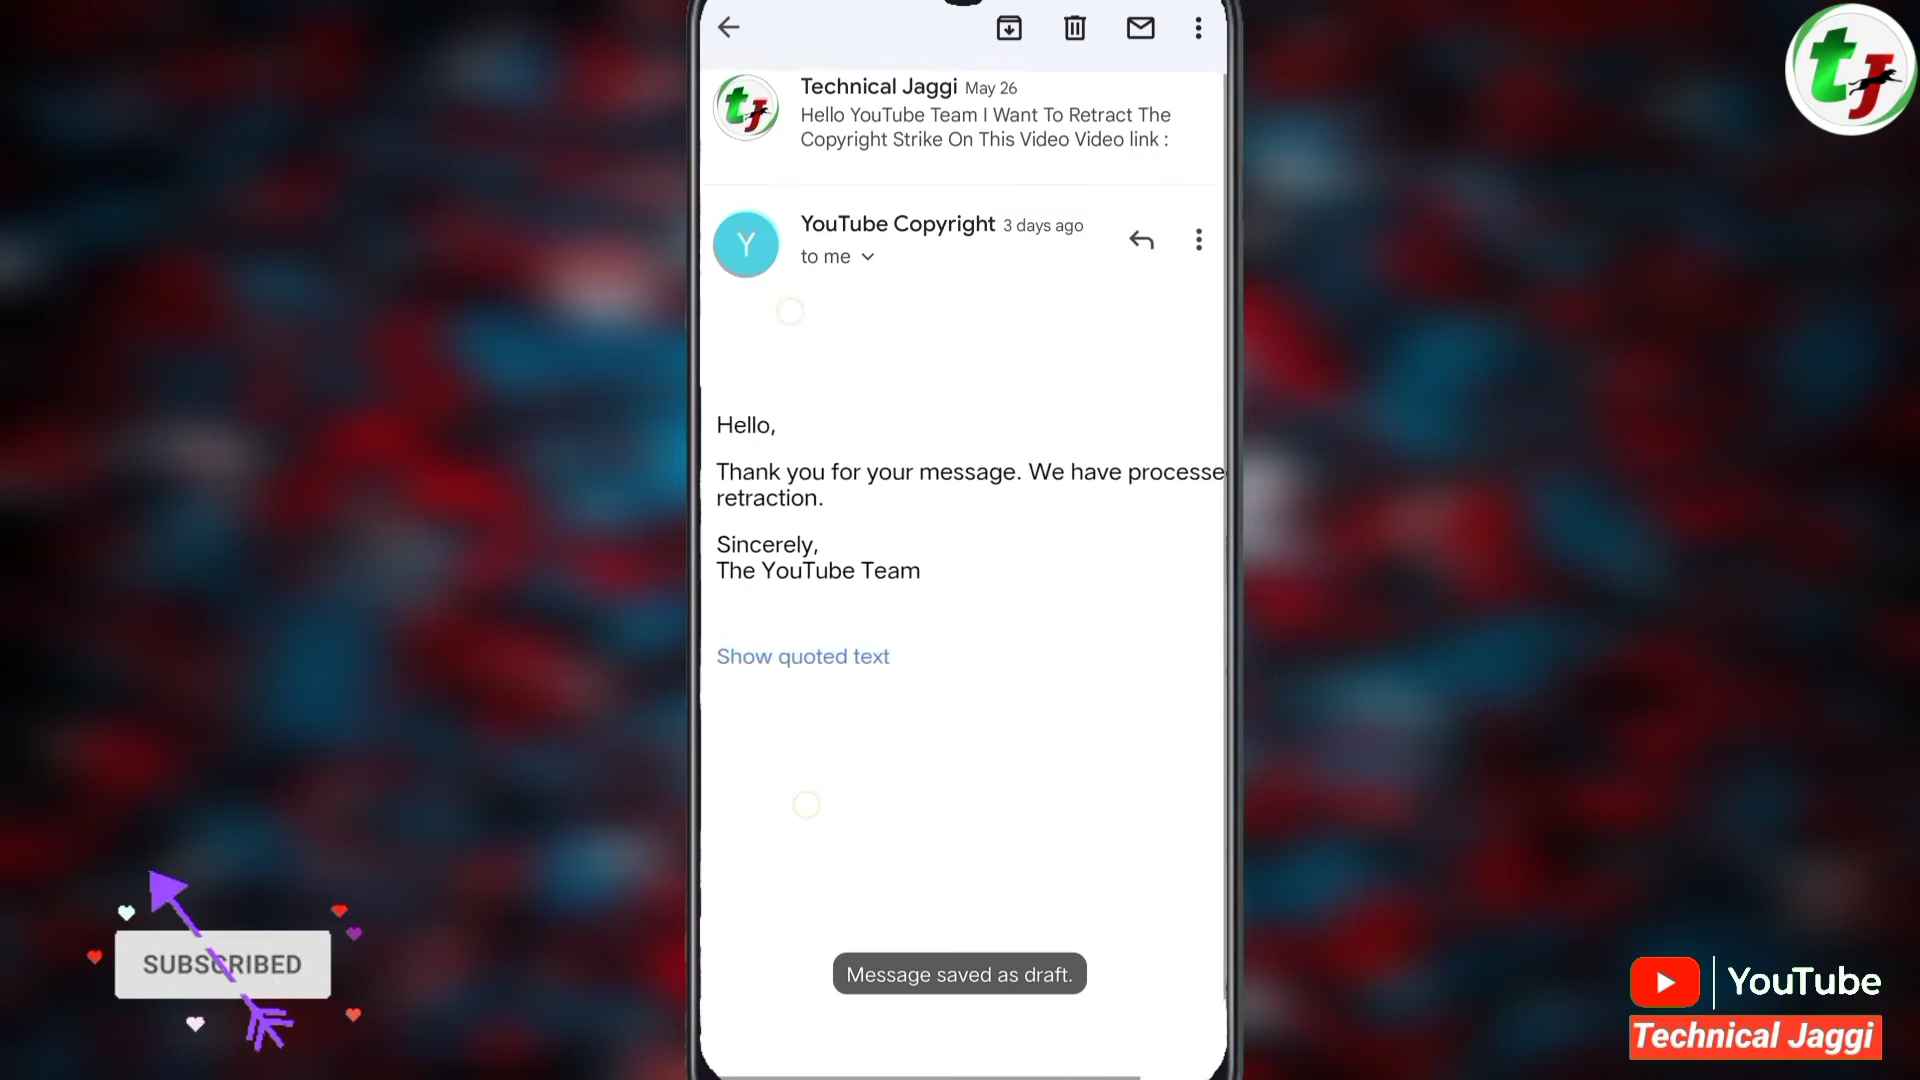 Technical Jaggi May 26
Hello YouTube Team I Want To Retract The
Copyright Strike On This Video Video link :
Y
YouTube Copyright 3 days ago
to me
Hello,
Thank you for your message. We have processe
retraction.
Sincerely,
The YouTube Team
Show quoted text
Message saved as draft.
SUBSCRIBED
tJ
YouTube
Technical Jaggi